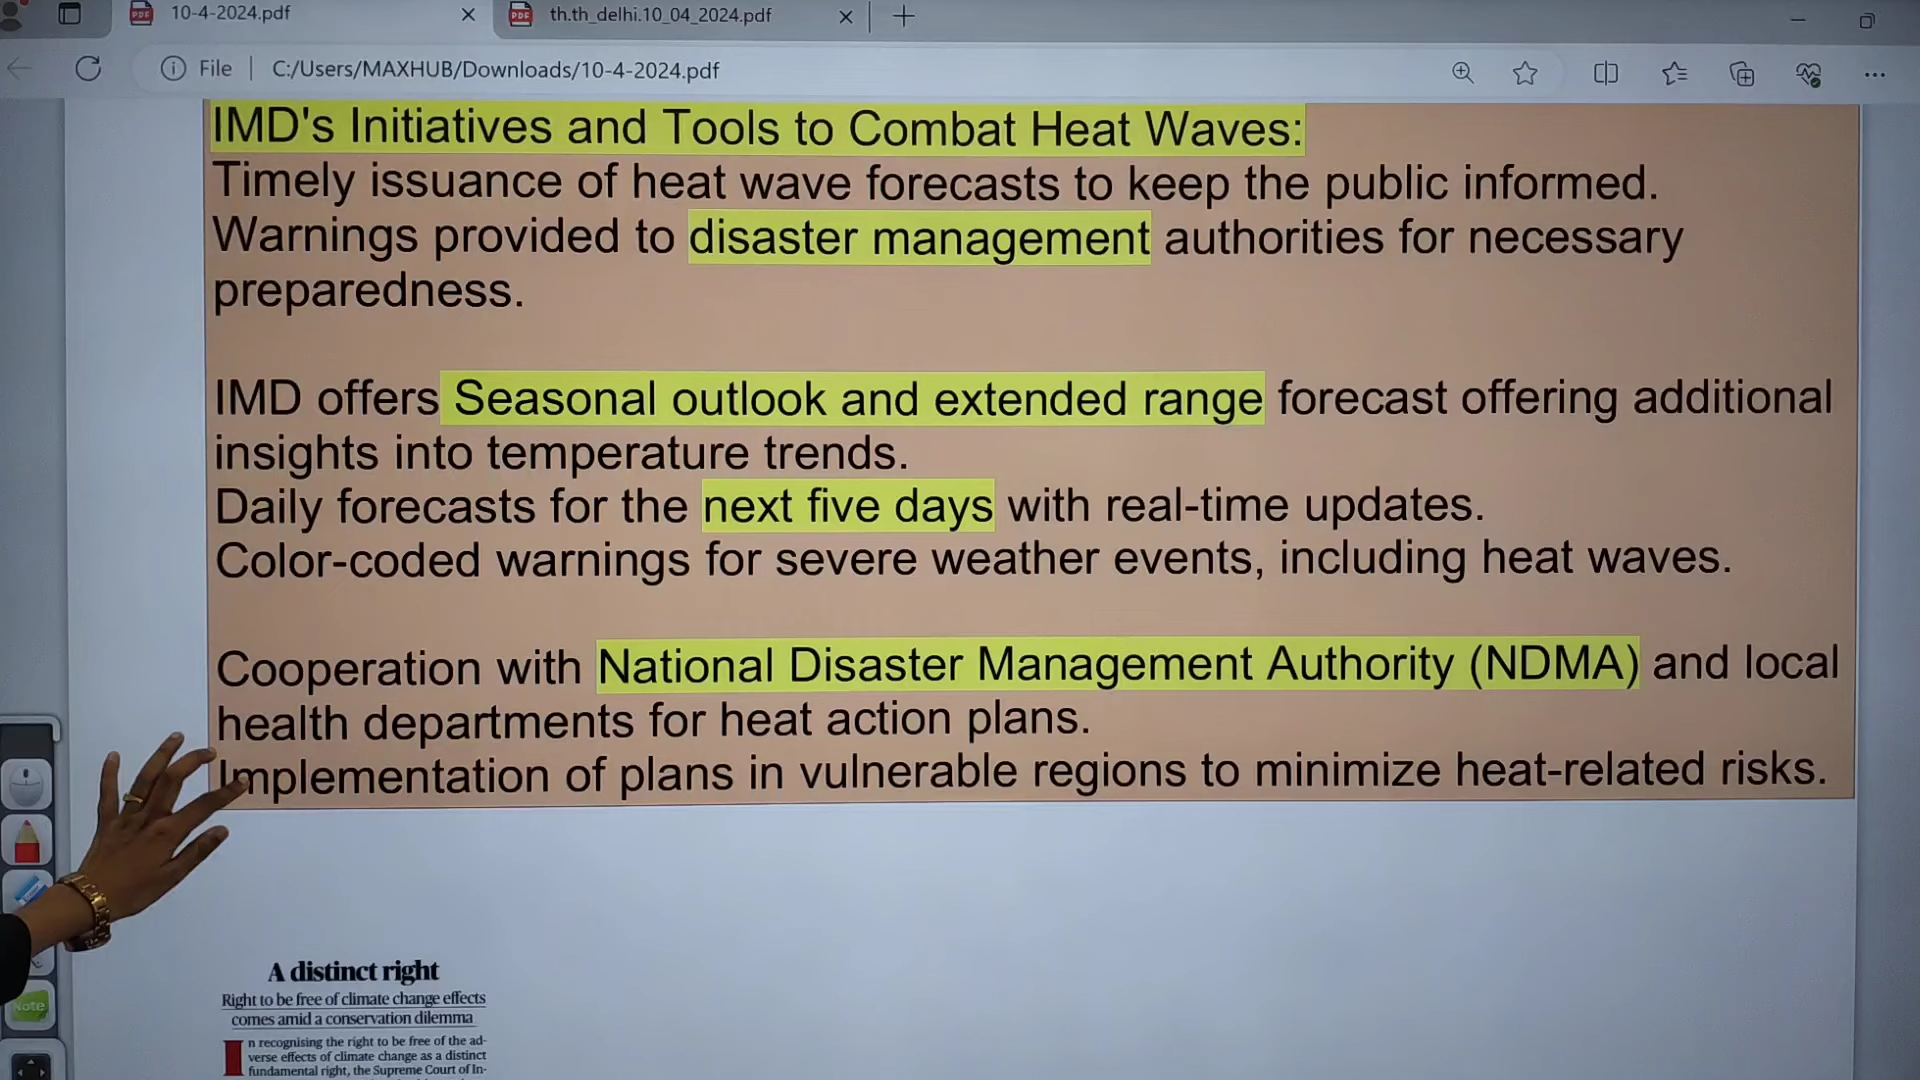 10-4-2024.pdf
th.th_delhi.10_04_2024.pdf
File
C:/Users/MAXHUB/Downloads/10-4-2024.pdf
IMD's Initiatives and Tools to Combat Heat Waves:
Timely issuance of heat wave forecasts to keep the public informed.
Warnings provided to disaster management authorities for necessary
preparedness.
IMD offers Seasonal outlook and extended range forecast offering additional
insights into temperature trends.
Daily forecasts for the next five days with real-time updates.
Color-coded warnings for severe weather events, including heat waves.
Cooperation with National Disaster Management Authority (NDMA) and local
health departments for heat action plans.
Implementation of plans in vulnerable regions to minimize heat-related risks.
Note
A distinct right
Right to be free of climate change effects
comes amid a conservation dilemma
In recognising the right to be free of the ad-
verse effects of climate change as a distinct
fundamental right, the Supreme Court of In-